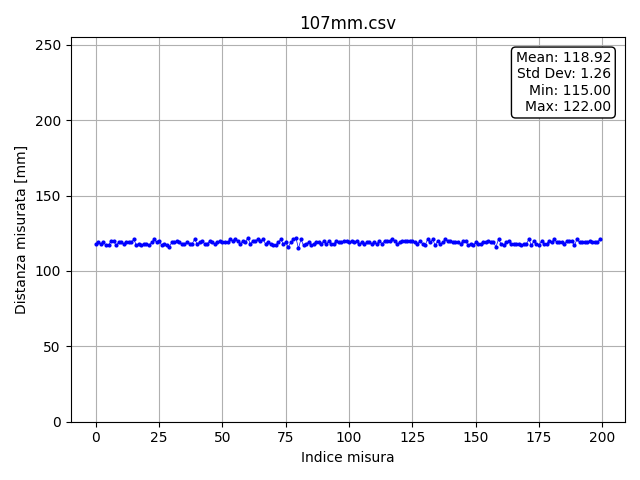 107mm.csv
Mean: 118.92
Std Dev: 1.26
Min: 115.00
Max: 122.00
Distanza misurata [mm]
250
200
150
100
50
0
0 25 50 75 100 125 150 175 200
Indice misura